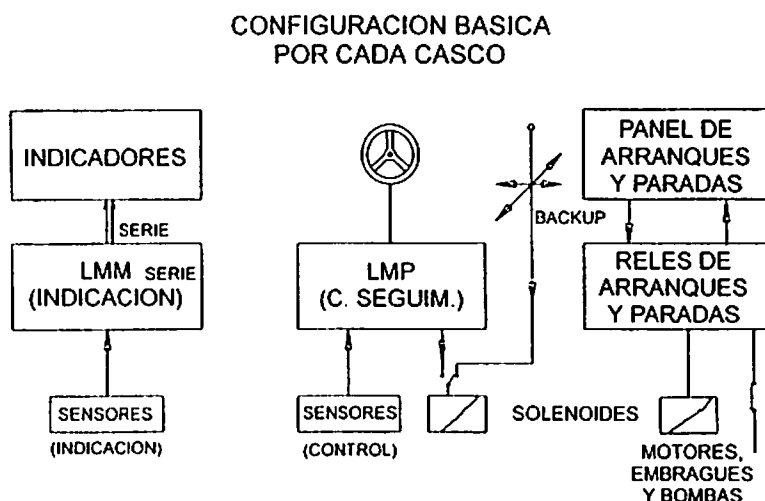 CONFIGURACION BASICA
POR CADA CASCO
INDICADORES
SERIE
LMM SERIE
(INDICACION)
SENSORES
(INDICACION)
LMP
(C. SEGUIM.)
SENSORES
(CONTROL)
BACKUP
SOLENOIDES
PANEL DE
ARRANQUES
Y PARADAS
RELES DE
ARRANQUES
Y PARADAS
MOTORES,
EMBRAGUES
Y BOMBAS